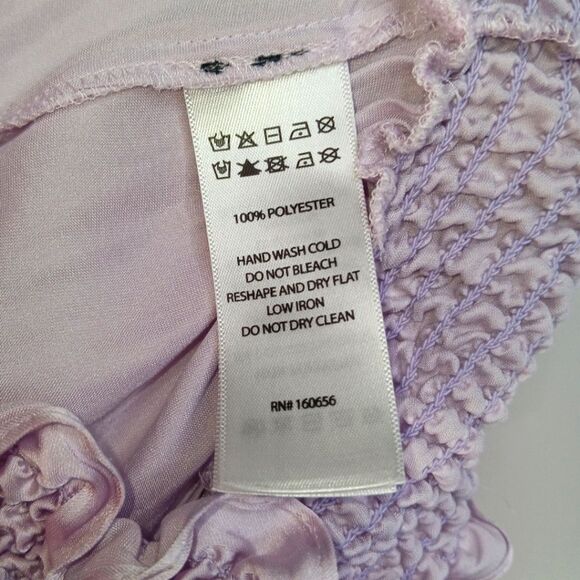 100% POLYESTER
HAND WASH COLD
DO NOT BLEACH
RESHAPE AND DRY FLAT
LOW IRON
DO NOT DRY CLEAN
RN# 160656